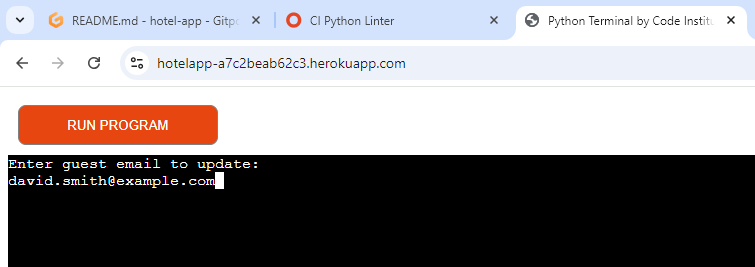 README.md - hotel-app - Gitp
CI Python Linter
Python Terminal by Code Institu
hotelapp-a7c2beab62c3.herokuapp.com
RUN PROGRAM
Enter guest email to update:
david.smith@example.com